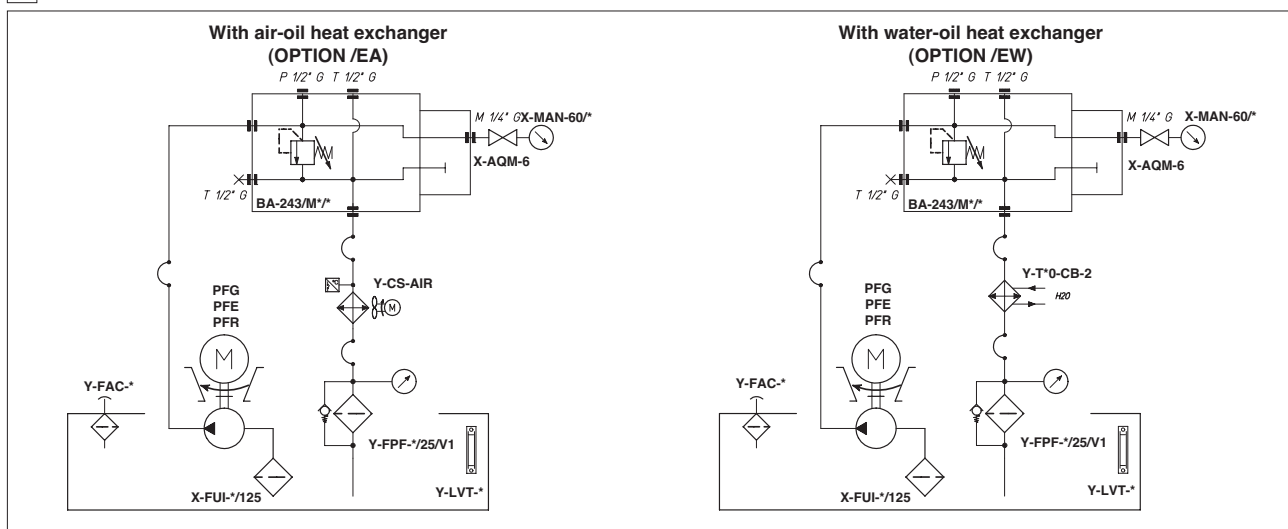 With air-oil heat exchanger
(OPTION /EA)
P 1/2" G T 1/2" G
M 1/4" G X-MAN-60/*
X-AQM-6
T 1/2" G
BA-243/M*/*
Y-CS-AIR
M
PFG
PFE
PFR
M
Y-FAC-*
Y-FPF-*/25/V1
X-FUI-*/125
Y-LVT-*
With water-oil heat exchanger
(OPTION /EW)
P 1/2" G T 1/2" G
M 1/4" G X-MAN-60/*
X-AQM-6
T 1/2" G
BA-243/M*/*
Y-T*0-CB-2
H2O
PFG
PFE
PFR
M
Y-FAC-*
Y-FPF-*/25/V1
X-FUI-*/125
Y-LVT-*